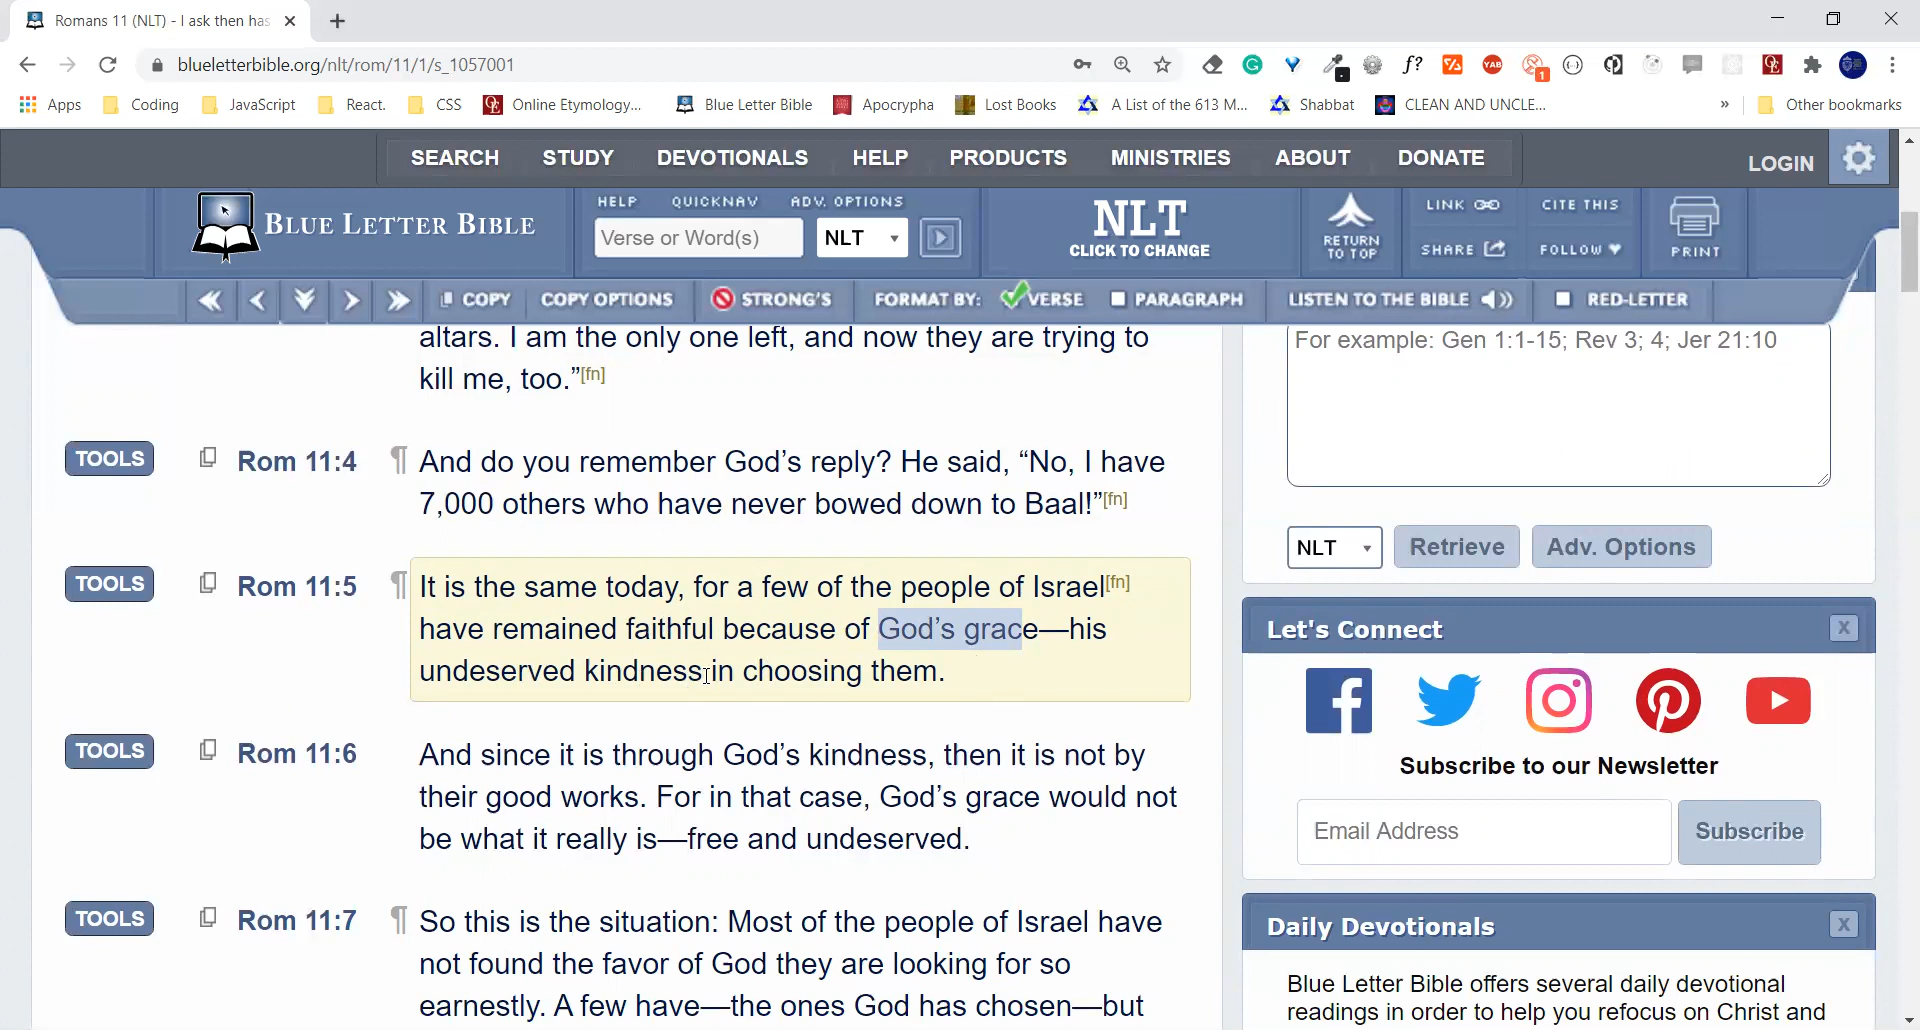 Romans 11 (NLT) - I ask then has
blueletterbible.org/nlt/rom/11/1/s_1057001
f?
YAB
1
OE
Apps
Coding
JavaScript
React.
CSS
OE
Online Etymology...
Blue Letter Bible
Apocrypha
Lost Books
A List of the 613 M...
Shabbat
CLEAN AND UNCLE...
»
Other bookmarks
SEARCH
STUDY
DEVOTIONALS
HELP
PRODUCTS
MINISTRIES
ABOUT
DONATE
LOGIN
BLUE LETTER BIBLE
HELP
QUICKNAV
ADV. OPTIONS
Verse or Word(s)
NLT
NLT
CLICK TO CHANGE
RETURN
TO TOP
LINK
CITE THIS
SHARE
FOLLOW
PRINT
COPY
COPY OPTIONS
STRONG'S
FORMAT BY:
VERSE
PARAGRAPH
LISTEN TO THE BIBLE
RED-LETTER
altars. I am the only one left, and now they are trying to
kill me, too.”[fn]
TOOLS
Rom 11:4
¶ And do you remember God’s reply? He said, “No, I have
7,000 others who have never bowed down to Baal!”[fn]
TOOLS
Rom 11:5
¶ It is the same today, for a few of the people of Israel[fn]
have remained faithful because of God’s grace—his
undeserved kindness in choosing them.
TOOLS
Rom 11:6
And since it is through God’s kindness, then it is not by
their good works. For in that case, God’s grace would not
be what it really is—free and undeserved.
TOOLS
Rom 11:7
¶ So this is the situation: Most of the people of Israel have
not found the favor of God they are looking for so
earnestly. A few have—the ones God has chosen—but
For example: Gen 1:1-15; Rev 3; 4; Jer 21:10
NLT
Retrieve
Adv. Options
Let's Connect
X
Subscribe to our Newsletter
Email Address
Subscribe
Daily Devotionals
X
Blue Letter Bible offers several daily devotional
readings in order to help you refocus on Christ and